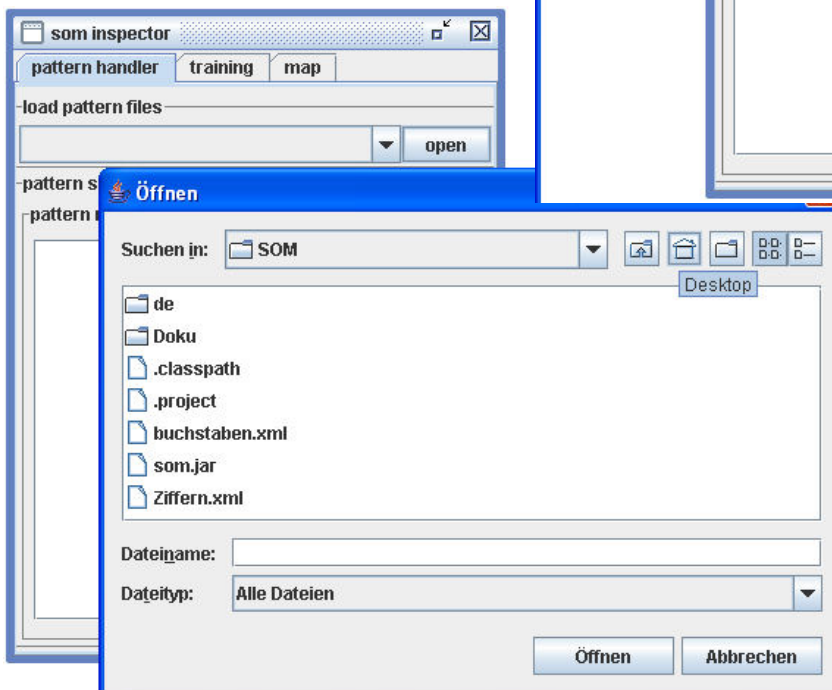 som inspector
pattern handler training map
load pattern files
open
pattern s
pattern
Öffnen
Suchen in: SOM
Desktop
de
Doku
.classpath
.project
buchstaben.xml
som.jar
Ziffern.xml
Dateiname:
Dateityp: Alle Dateien
Öffnen Abbrechen